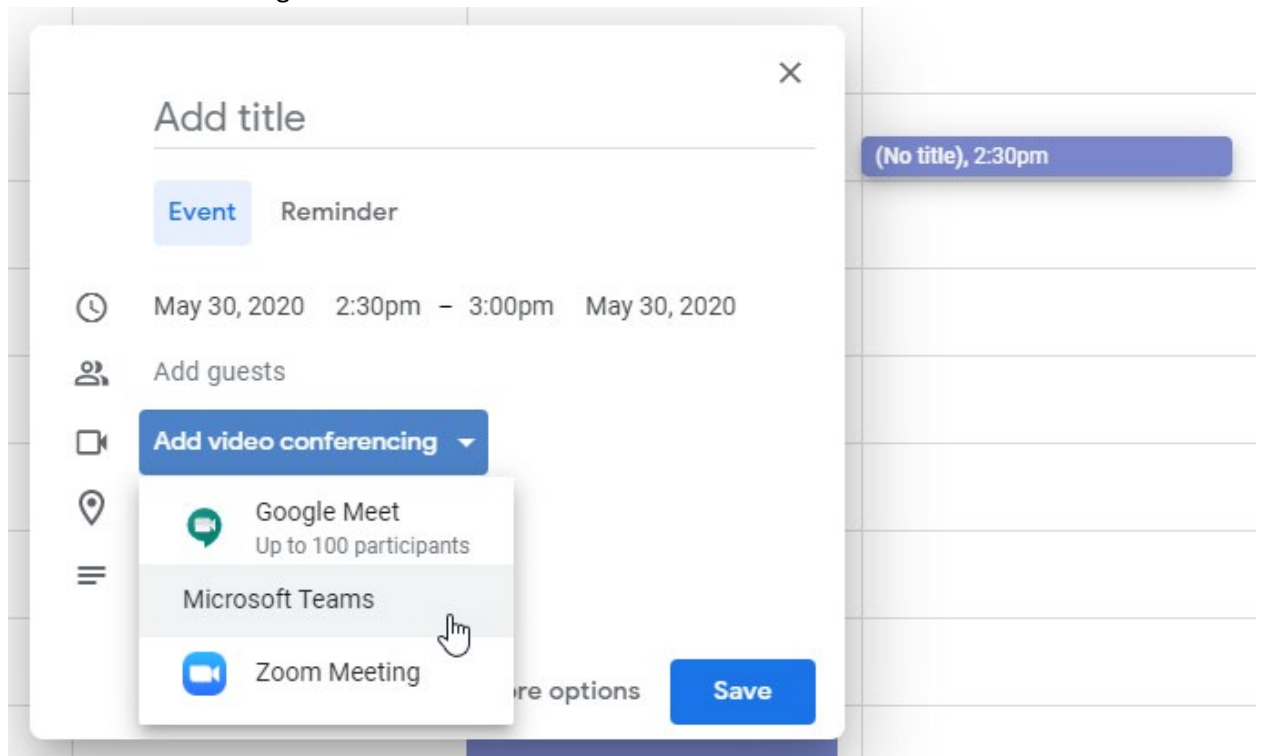 Add title
(No title), 2:30pm
Event Reminder
May 30, 2020 2:30pm – 3:00pm May 30, 2020
Add guests
Add video conferencing
Google Meet
Up to 100 participants
Microsoft Teams
Zoom Meeting
options Save